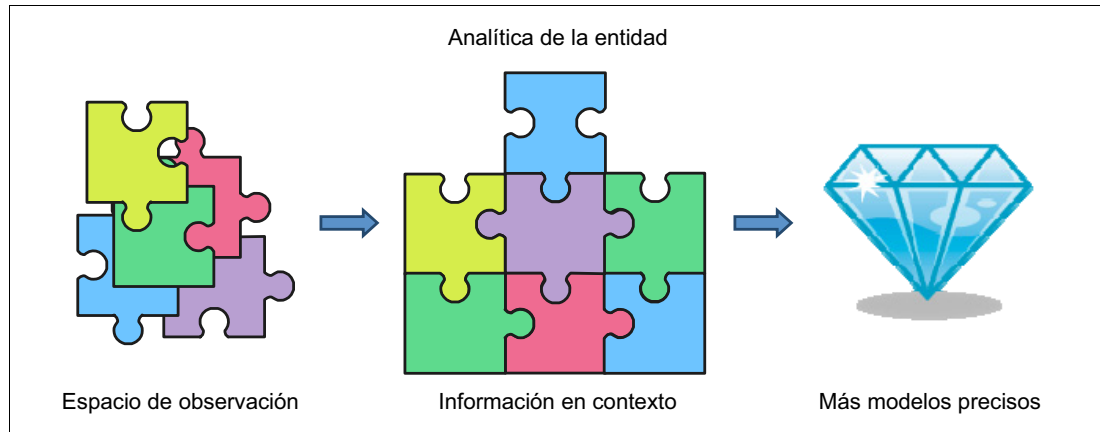 Analítica de la entidad
Espacio de observación
Información en contexto
Más modelos precisos